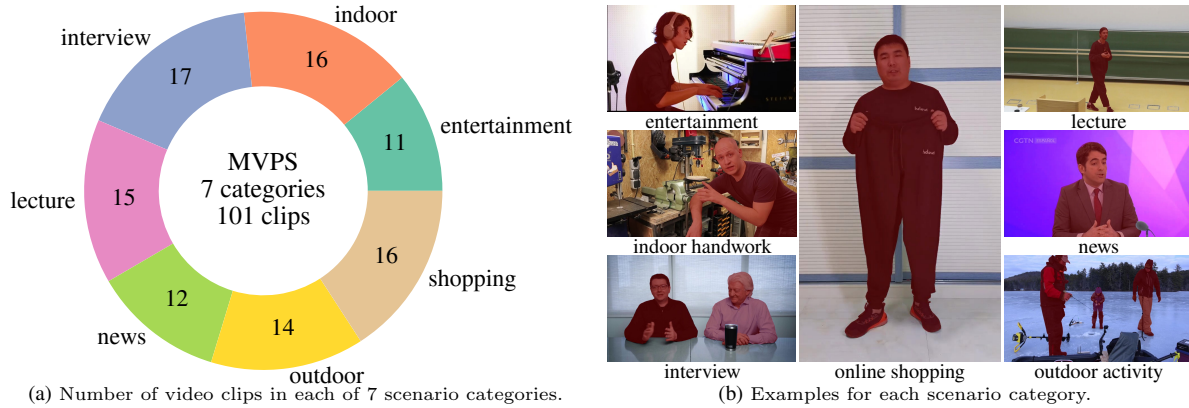 indoor
interview
16
17
entertainment
11
MVPS
7 categories
101 clips
lecture
15
16
shopping
12
news
14
outdoor
(a) Number of video clips in each of 7 scenario categories.
entertainment
indoor handwork
interview
online shopping
lecture
CGTN
news
outdoor activity
(b) Examples for each scenario category.